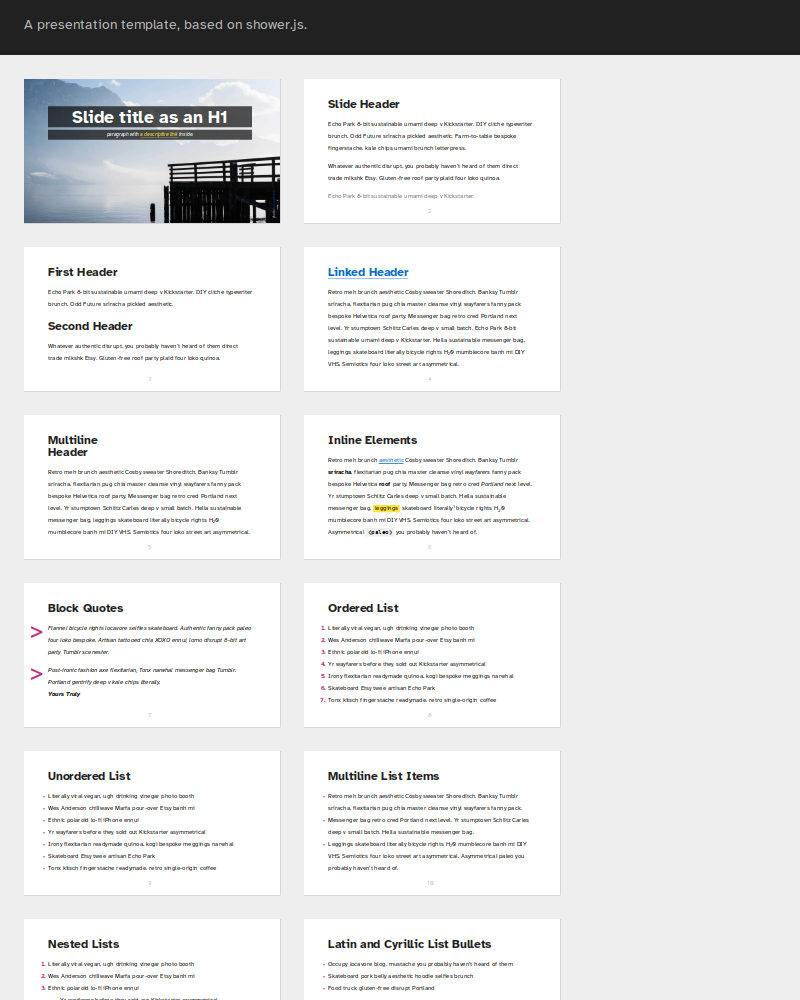 A presentation template, based on shower.js.
Slide title as an H1
paragraph with a descriptive link inside.
Slide Header
Echo Park 8-bit sustainable umami deep v Kickstarter. DIY cliche typewriter
brunch. Odd Future sriracha pickled aesthetic. Farm-to-table bespoke
fingerstache, kale chips umami brunch letterpress.
Whatever authentic disrupt, you probably haven't heard of them direct
trade mlkshk Etsy. Gluten-free roof party plaid four loko quinoa.
Echo Park 8-bit sustainable umami deep v Kickstarter.
2
First Header
Echo Park 8-bit sustainable umami deep v Kickstarter. DIY cliche typewriter
brunch. Odd Future sriracha pickled aesthetic.
Second Header
Whatever authentic disrupt, you probably haven't heard of them direct
trade mlkshk Etsy. Gluten-free roof party plaid four loko quinoa.
3
Linked Header
Retro meh brunch aesthetic Cosby sweater Shoreditch. Banksy Tumblr
sriracha, flexitarian pug chia master cleanse vinyl wayfarers fanny pack
bespoke Helvetica roof party. Messenger bag retro cred Portland next
level. Yr stumptown Schlitz Carles deep v small batch. Echo Park 8-bit
sustainable umami deep v Kickstarter. Hella sustainable messenger bag,
leggings skateboard literally bicycle rights H₂0 mumblecore banh mi DIY
VHS. Semiotics four loko street art asymmetrical.
4
Multiline
Header
Retro meh brunch aesthetic Cosby sweater Shoreditch. Banksy Tumblr
sriracha, flexitarian pug chia master cleanse vinyl wayfarers fanny pack
bespoke Helvetica roof party. Messenger bag retro cred Portland next
level. Yr stumptown Schlitz Carles deep v small batch. Hella sustainable
messenger bag, leggings skateboard literally bicycle rights H₂0
mumblecore banh mi DIY VHS. Semiotics four loko street art asymmetrical.
5
Inline Elements
Retro meh brunch aesthetic Cosby sweater Shoreditch. Banksy Tumblr
sriracha, flexitarian pug chia master cleanse vinyl wayfarers fanny pack
bespoke Helvetica roof party. Messenger bag retro cred Portland next level.
Yr stumptown Schlitz Carles deep v small batch. Hella sustainable
messenger bag, leggings skateboard literally¹ bicycle rights H₂0
mumblecore banh mi DIY VHS. Semiotics four loko street art asymmetrical.
Asymmetrical <paleo> you probably haven't heard of.
6
Block Quotes
> Flannel bicycle rights locavore selfies skateboard. Authentic fanny pack paleo
four loko bespoke. Artisan tattooed chia XOXO ennui, lomo disrupt 8-bit art
party Tumblr scenester.
> Post-ironic fashion axe flexitarian, Tonx narwhal messenger bag Tumblr.
Portland gentrify deep v kale chips literally.
Yours Truly
7
Ordered List
1. Literally viral vegan, ugh drinking vinegar photo booth
2. Wes Anderson chillwave Marfa pour-over Etsy banh mi
3. Ethnic polaroid lo-fi iPhone ennui
4. Yr wayfarers before they sold out Kickstarter asymmetrical
5. Irony flexitarian readymade quinoa, kogi bespoke meggings narwhal
6. Skateboard Etsy twee artisan Echo Park
7. Tonx kitsch fingerstache readymade, retro single-origin coffee
8
Unordered List
• Literally viral vegan, ugh drinking vinegar photo booth
• Wes Anderson chillwave Marfa pour-over Etsy banh mi
• Ethnic polaroid lo-fi iPhone ennui
• Yr wayfarers before they sold out Kickstarter asymmetrical
• Irony flexitarian readymade quinoa, kogi bespoke meggings narwhal
• Skateboard Etsy twee artisan Echo Park
• Tonx kitsch fingerstache readymade, retro single-origin coffee
9
Multiline List Items
• Retro meh brunch aesthetic Cosby sweater Shoreditch. Banksy Tumblr
sriracha, flexitarian pug chia master cleanse vinyl wayfarers fanny pack.
• Messenger bag retro cred Portland next level. Yr stumptown Schlitz Carles
deep v small batch. Hella sustainable messenger bag.
• Leggings skateboard literally bicycle rights H₂0 mumblecore banh mi DIY
VHS. Semiotics four loko street art asymmetrical. Asymmetrical paleo you
probably haven't heard of.
10
Nested Lists
1. Literally viral vegan, ugh drinking vinegar photo booth
2. Wes Anderson chillwave Marfa pour-over Etsy banh mi
3. Ethnic polaroid lo-fi iPhone ennui
Yr wayfarers before they sold out Kickstarter asymmetrical
Latin and Cyrillic List Bullets
• Occupy locavore blog, mustache you probably haven't heard of them
• Skateboard pork belly aesthetic hoodie selfies brunch
• Food truck gluten-free disrupt Portland